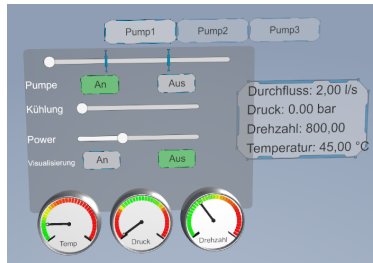 Pump1 Pump2 Pump3
Pumpe An Aus
Kühlung
Power
Visualisierung An Aus
Durchfluss: 2,00 l/s
Druck: 0.00 bar
Drehzahl: 800,00
Temperatur: 45,00 °C
Temp Druck Drehzahl